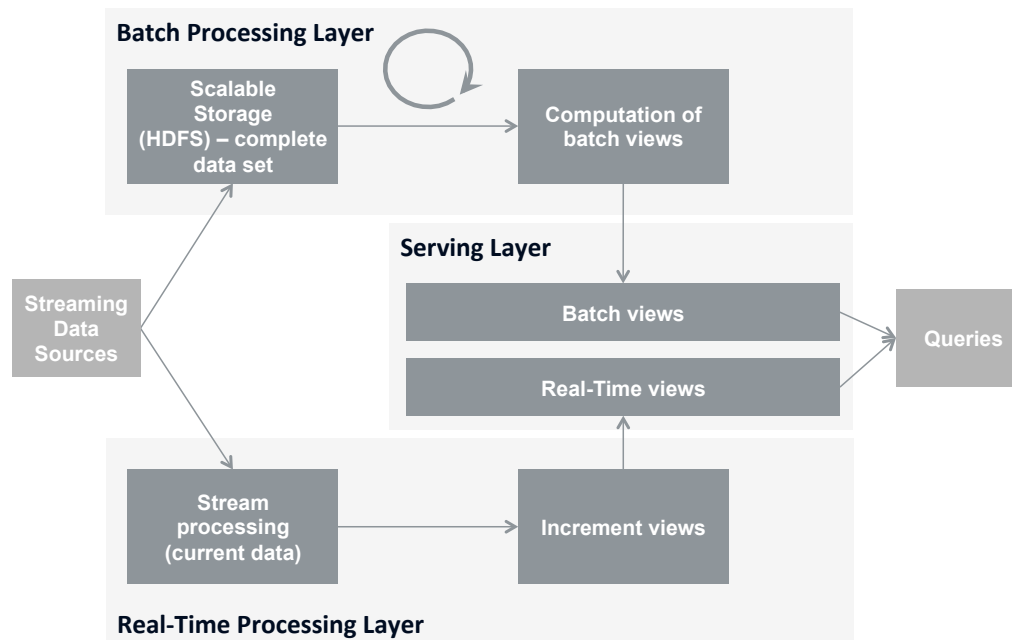 Batch Processing Layer
Scalable
Storage
(HDFS) – complete
data set
Computation of
batch views
Serving Layer
Streaming
Data
Sources
Batch views
Queries
Real-Time views
Stream
processing
(current data)
Increment views
Real-Time Processing Layer